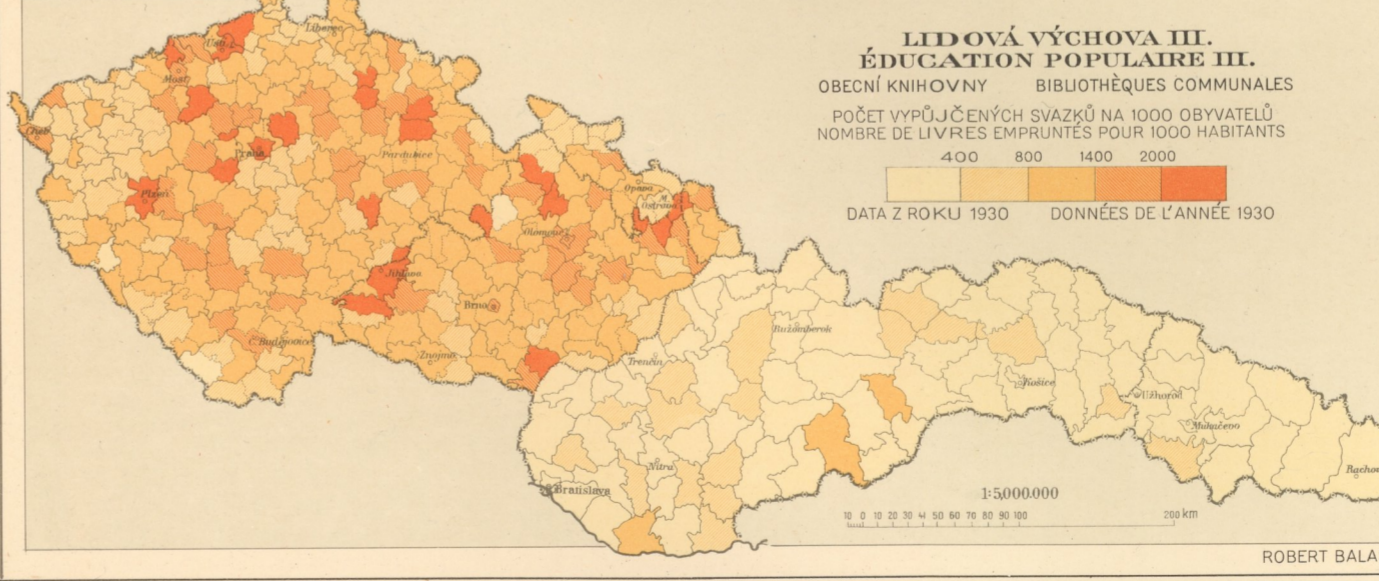 LIDOVÁ VÝCHOVA III.
ÉDUCATION POPULAIRE III.
OBECNÍ KNIHOVNY BIBLIOTHÈQUES COMMUNALES
POČET VYPŮJČENÝCH SVAZKŮ NA 1000 OBYVATELŮ
NOMBRE DE LIVRES EMPRUNTÉS POUR 1000 HABITANTS
400 800 1400 2000
DATA Z ROKU 1930 DONNÉES DE L'ANNÉE 1930
Liberec
Ústí
Most
Cheb
Praha
Pardubice
Plzeň
Opava
M. Ostrava
Olomouc
Jihlava
Brno
Č. Budějovice
Znojmo
Ružomberok
Trenčín
Košice
Užhorod
Mukačevo
Nitra
Bratislava
1:5,000.000
10 0 10 20 30 40 50 60 70 80 90 100 200 km
ROBERT BALA